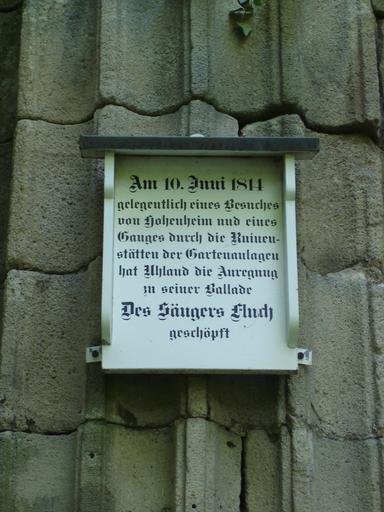 Am 10. Juni 1814
gelegentlich eines Besuches
von Hohenheim und eines
Ganges durch die Ruinen-
stätten der Gartenanlagen
hat Uhland die Anregung
zu seiner Ballade
Des Sängers Fluch
geschöpft